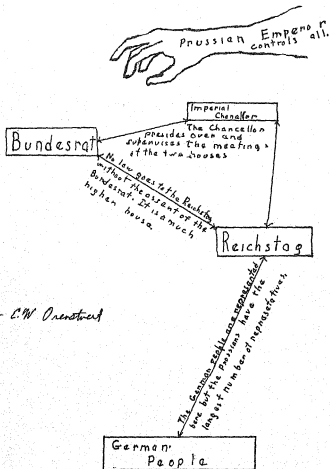 Prussian Emperor
controls all.
Imperial
Chancellor
The Chancellor
presides over and
supervises the meetings
of the two houses
Bundesrat
No law goes to the Reichstag
without the assent of the
Bundesrat. It is a much
higher house
Reichstag
The German people are represented
here but the Prussians have the
largest number of representatives.
C.W
German
People